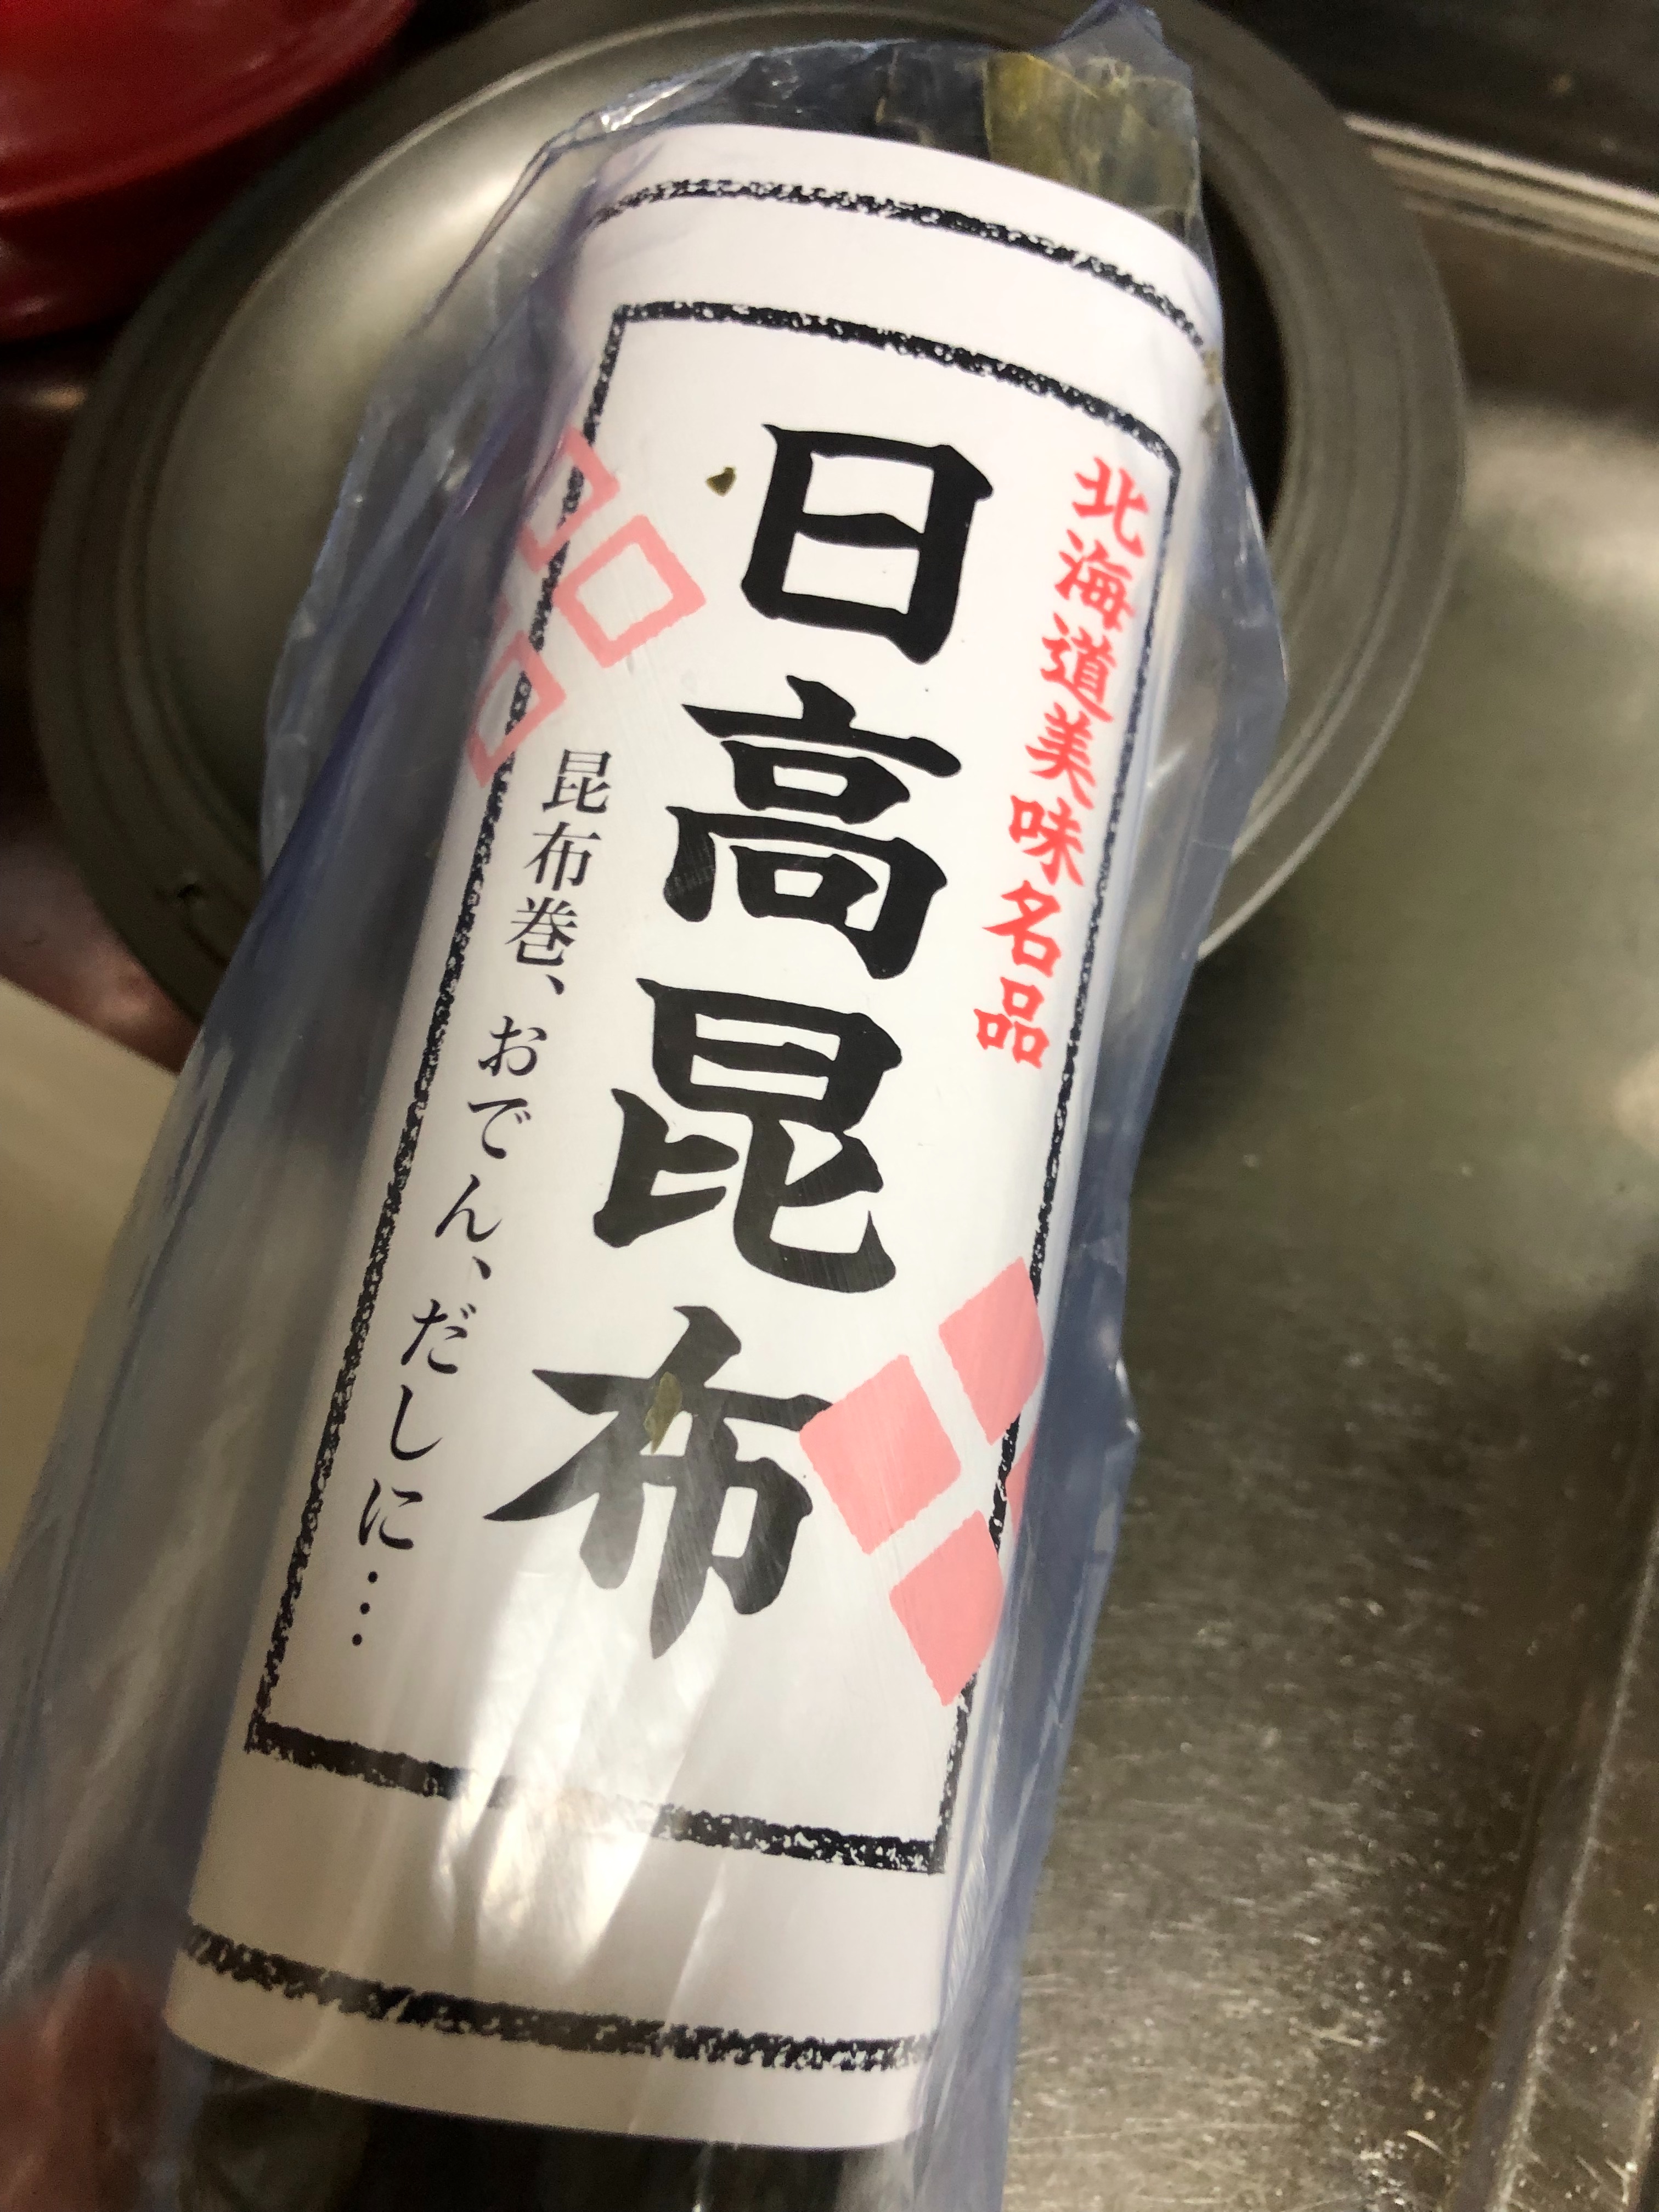 北海道美味名品
日高昆布
昆布巻、おでん、だしに…